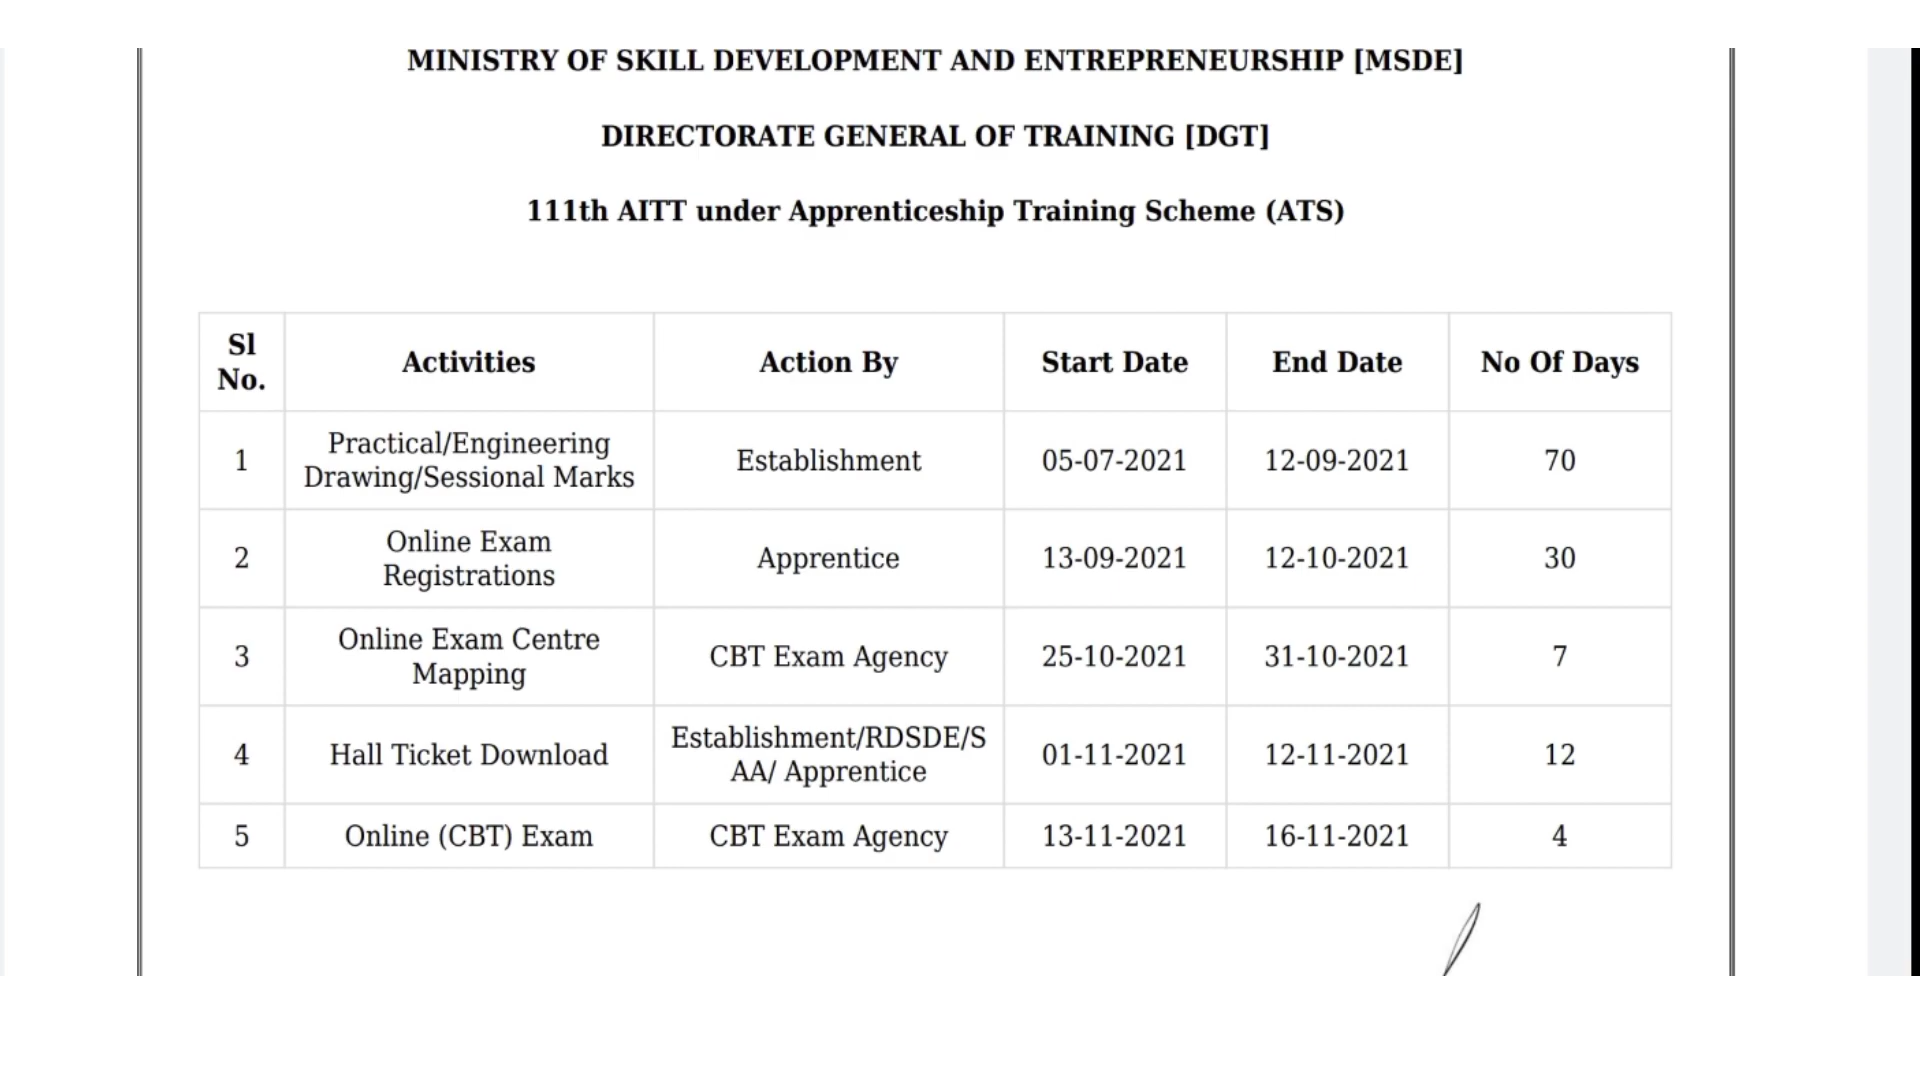 MINISTRY OF SKILL DEVELOPMENT AND ENTREPRENEURSHIP [MSDE]
DIRECTORATE GENERAL OF TRAINING [DGT]
111th AITT under Apprenticeship Training Scheme (ATS)
Sl No. Activities Action By Start Date End Date No Of Days
1 Practical/Engineering Drawing/Sessional Marks Establishment 05-07-2021 12-09-2021 70
2 Online Exam Registrations Apprentice 13-09-2021 12-10-2021 30
3 Online Exam Centre Mapping CBT Exam Agency 25-10-2021 31-10-2021 7
4 Hall Ticket Download Establishment/RDSDE/SAA/ Apprentice 01-11-2021 12-11-2021 12
5 Online (CBT) Exam CBT Exam Agency 13-11-2021 16-11-2021 4